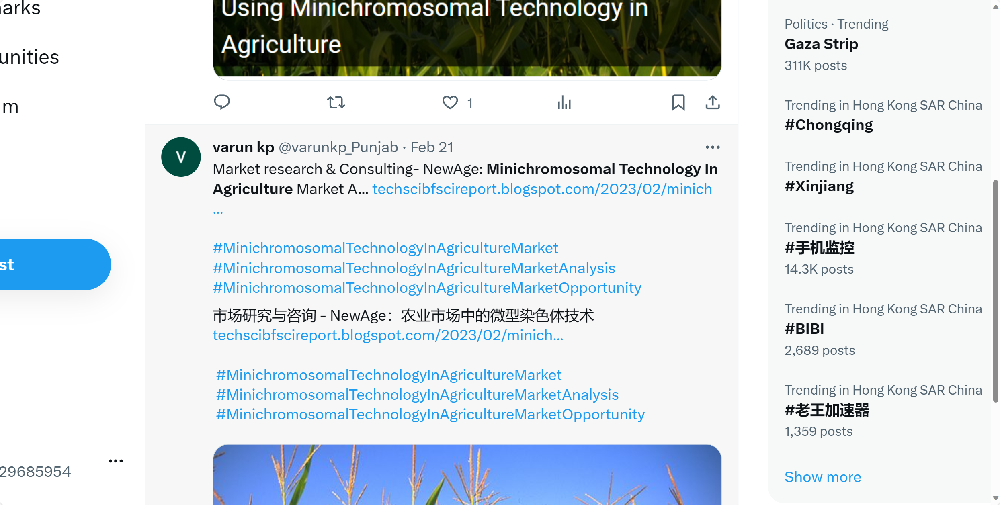 arks
unities
um
st
29685954
Using Minichromosomal Technology in
Agriculture
1
V
varun kp @varunkp_Punjab · Feb 21
Market research & Consulting- NewAge: Minichromosomal Technology In
Agriculture Market A... techscibfscireport.blogspot.com/2023/02/minich
...
#MinichromosomalTechnologyInAgricultureMarket
#MinichromosomalTechnologyInAgricultureMarketAnalysis
#MinichromosomalTechnologyInAgricultureMarketOpportunity
市场研究与咨询 - NewAge：农业市场中的微型染色体技术
techscibfscireport.blogspot.com/2023/02/minich...
#MinichromosomalTechnologyInAgricultureMarket
#MinichromosomalTechnologyInAgricultureMarketAnalysis
#MinichromosomalTechnologyInAgricultureMarketOpportunity
Politics · Trending
Gaza Strip
311K posts
Trending in Hong Kong SAR China
#Chongqing
Trending in Hong Kong SAR China
#Xinjiang
Trending in Hong Kong SAR China
#手机监控
14.3K posts
Trending in Hong Kong SAR China
#BIBI
2,689 posts
Trending in Hong Kong SAR China
#老王加速器
1,359 posts
Show more